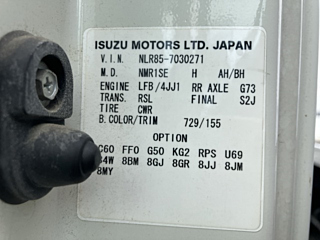 ISUZU MOTORS LTD. JAPAN
V.I.N. NLR85-7030271
M.D. NMR1SE H AH/BH
ENGINE LFB/4JJ1 RR AXLE G73
TRANS. RSL FINAL S2J
TIRE CWR
B.COLOR/TRIM 729/155
OPTION
C60 FF0 G50 KG2 RPS U69
8BM 8GJ 8GR 8JJ 8JM
8MY